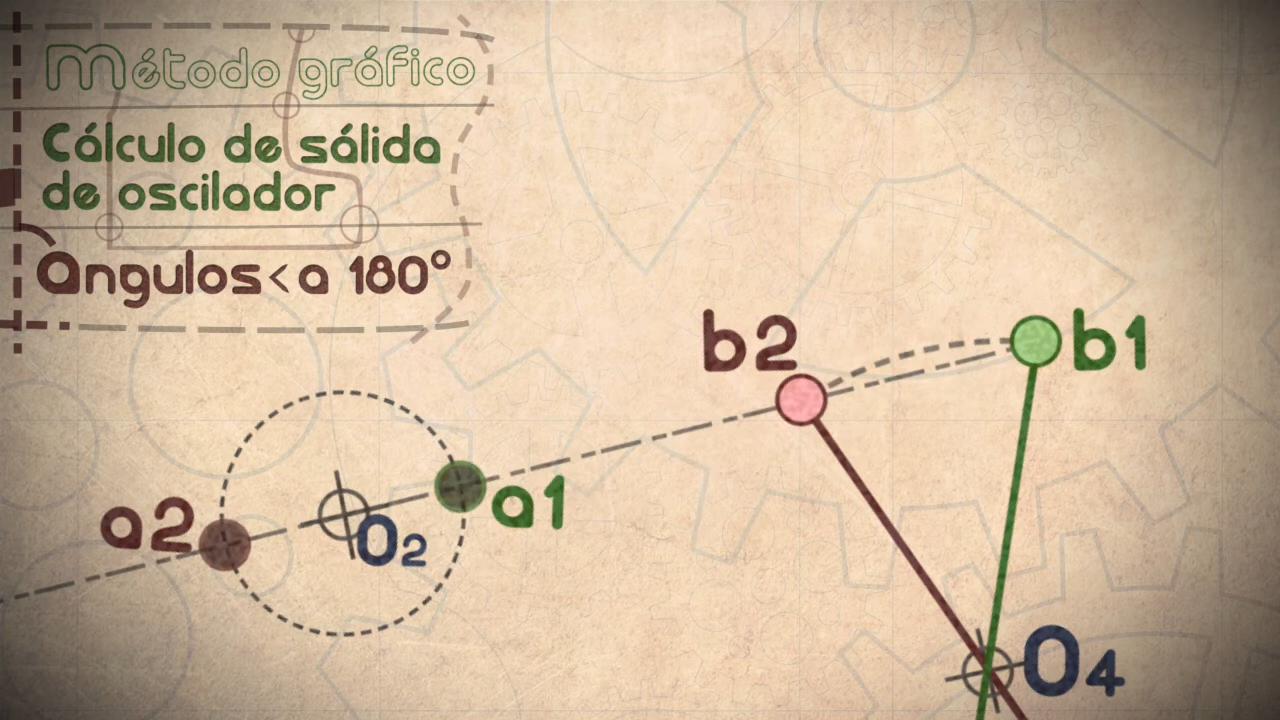 Método gráfico
Cálculo de sálida
de oscilador
Angulos<a 180°
b2
b1
a2
a1
O2
O4